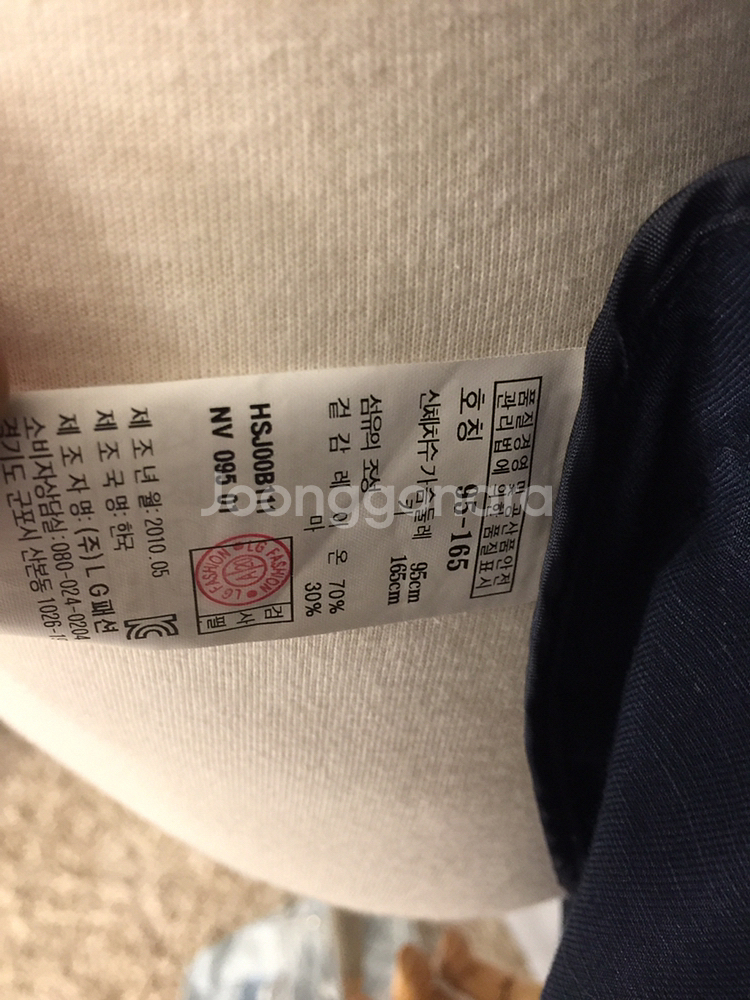 품질경영 및 공산품안전
관리법에 의한 품질표시
호칭 95-165
신체치수 가슴둘레 95cm
키 165cm
섬유의 조성
겉감 레이온 70%
마 30%
HSJ00B111
NV 095 01
검사필
LG FASHION LG FASHION
제조년월: 2010.05
제조국명: 한국
제조자명: (주)LG패션
소비자상담실: 080-024-0204
경기도 군포시 산본동 1026-1
Joonggonara